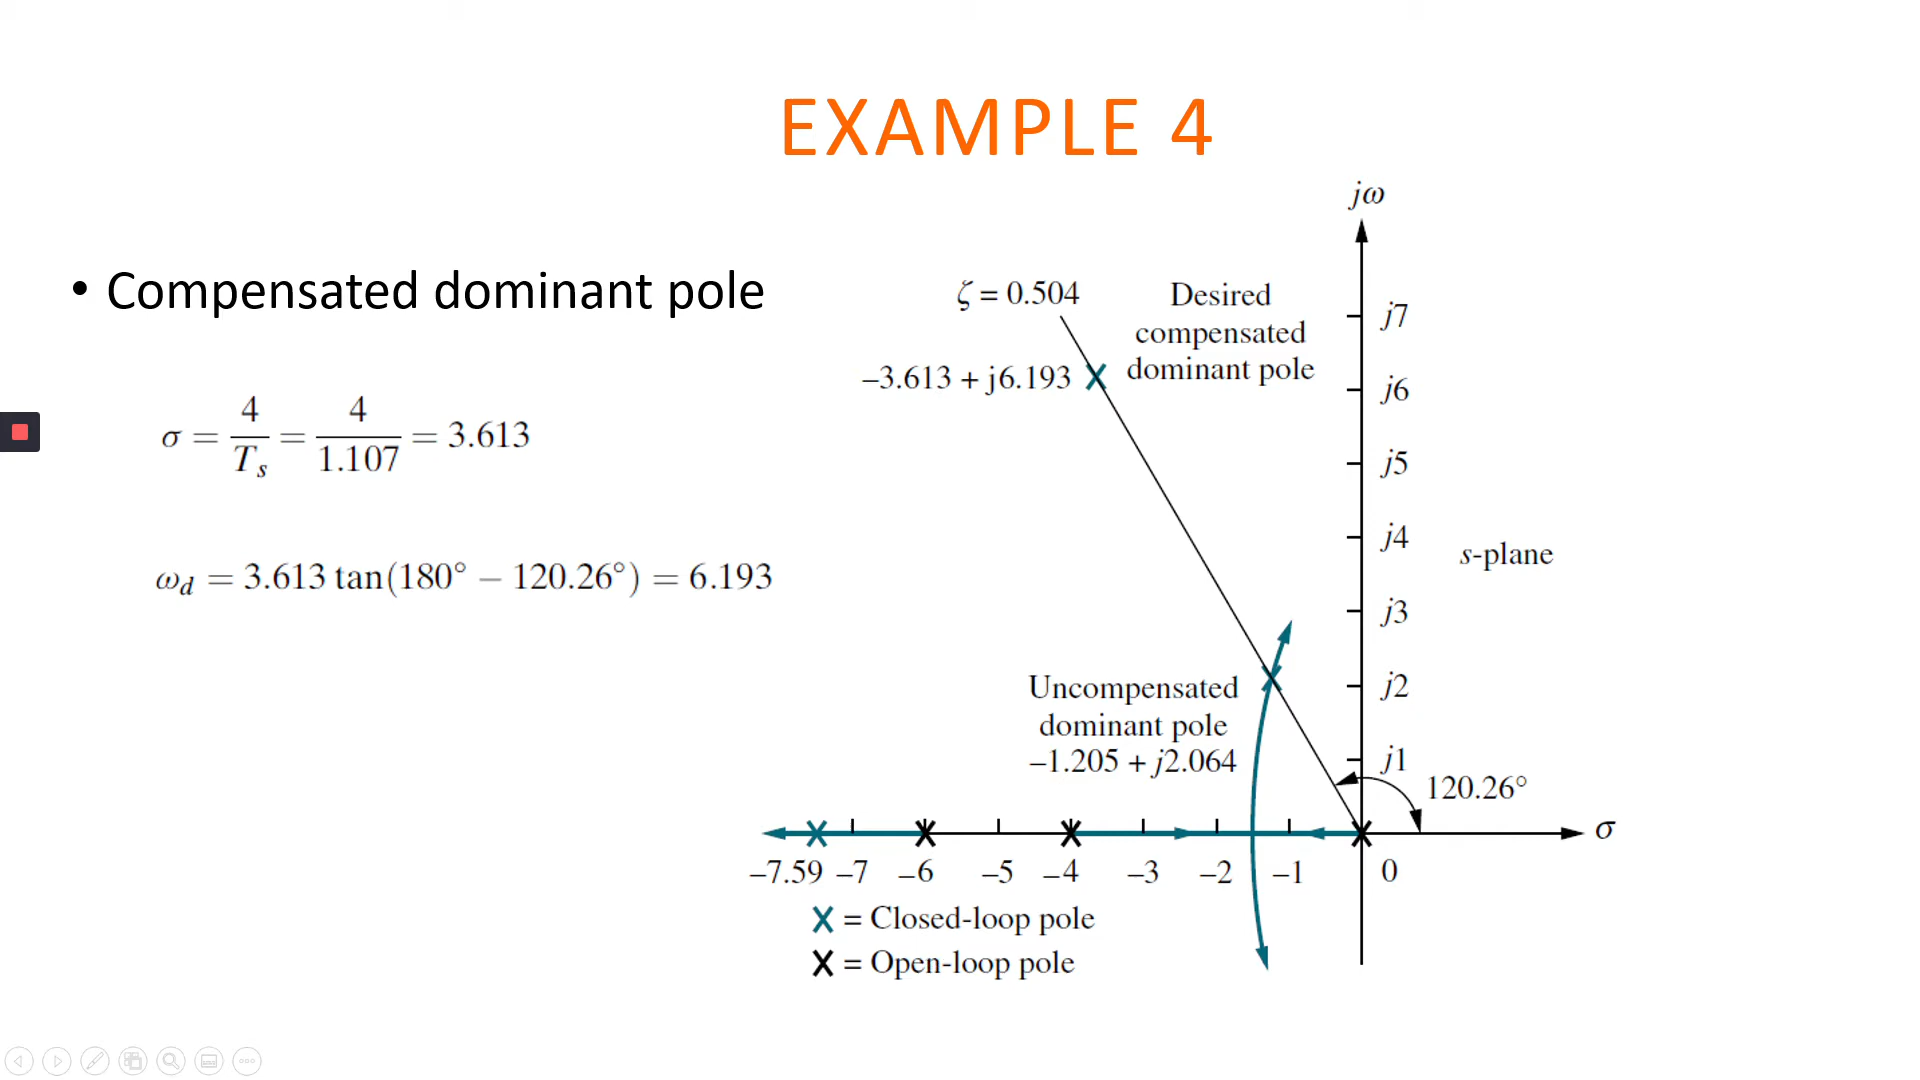 EXAMPLE 4
• Compensated dominant pole
σ = 4/T_s = 4/1.107 = 3.613
ω_d = 3.613 tan(180° − 120.26°) = 6.193
jω
ζ = 0.504
Desired
compensated
dominant pole
–3.613 + j6.193
j7
j6
j5
j4
j3
j2
j1
s-plane
Uncompensated
dominant pole
–1.205 + j2.064
120.26°
σ
–7.59 –7 –6 –5 –4 –3 –2 –1 0
X = Closed-loop pole
X = Open-loop pole